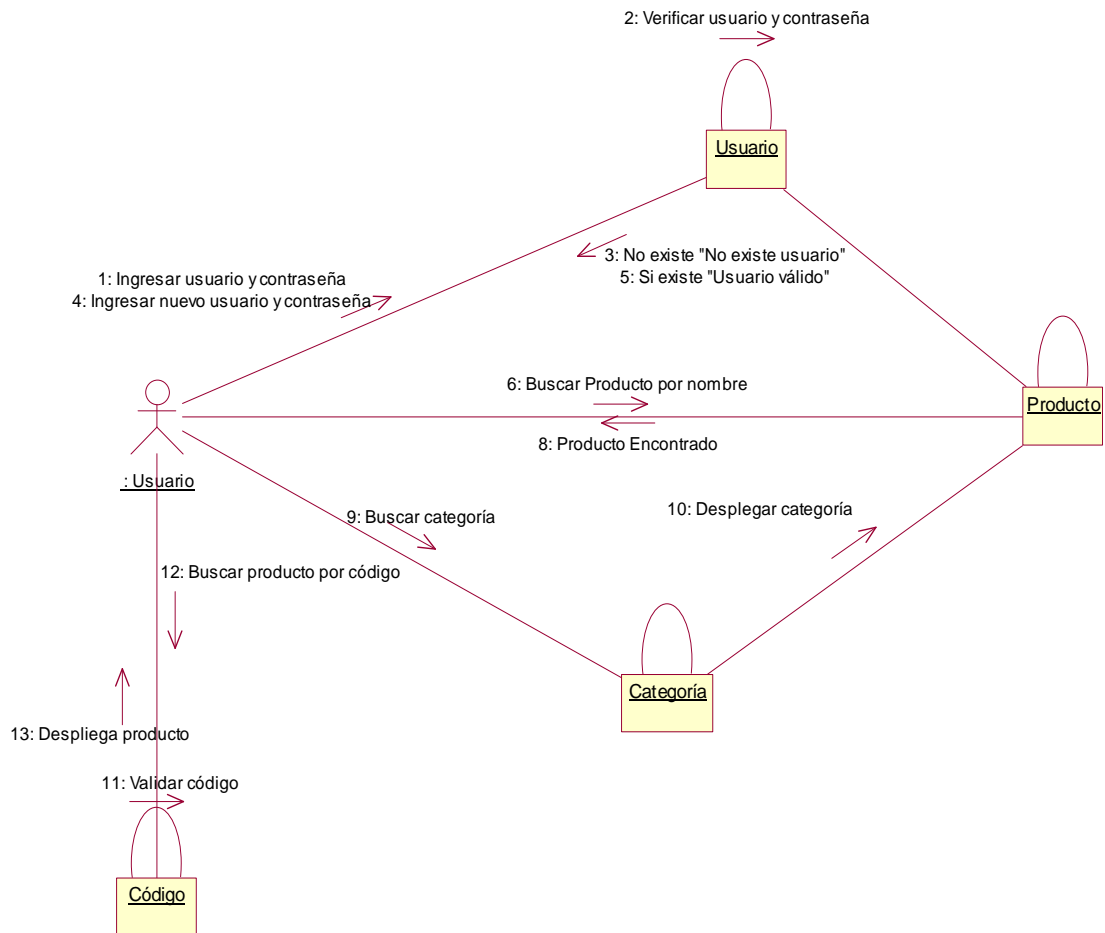 2: Verificar usuario y contraseña
Usuario
3: No existe "No existe usuario"
5: Si existe "Usuario válido"
1: Ingresar usuario y contraseña
4: Ingresar nuevo usuario y contraseña
6: Buscar Producto por nombre
Producto
8: Producto Encontrado
: Usuario
9: Buscar categoría
10: Desplegar categoría
12: Buscar producto por código
Categoría
13: Despliega producto
11: Validar código
Código